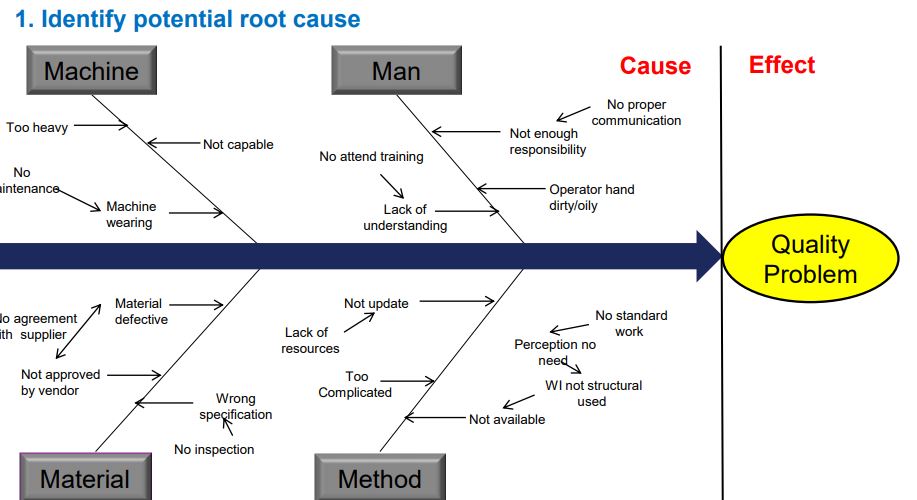 1. Identify potential root cause
Machine
Man
Cause
Effect
Too heavy
Not capable
No
aintenance
Machine
wearing
No proper
communication
Not enough
responsibility
No attend training
Operator hand
dirty/oily
Lack of
understanding
Quality
Problem
Material
defective
No agreement
ith supplier
Not approved
by vendor
Wrong
specification
No inspection
Not update
Lack of
resources
No standard
work
Perception no
need
Too
Complicated
WI not structural
used
Not available
Material
Method